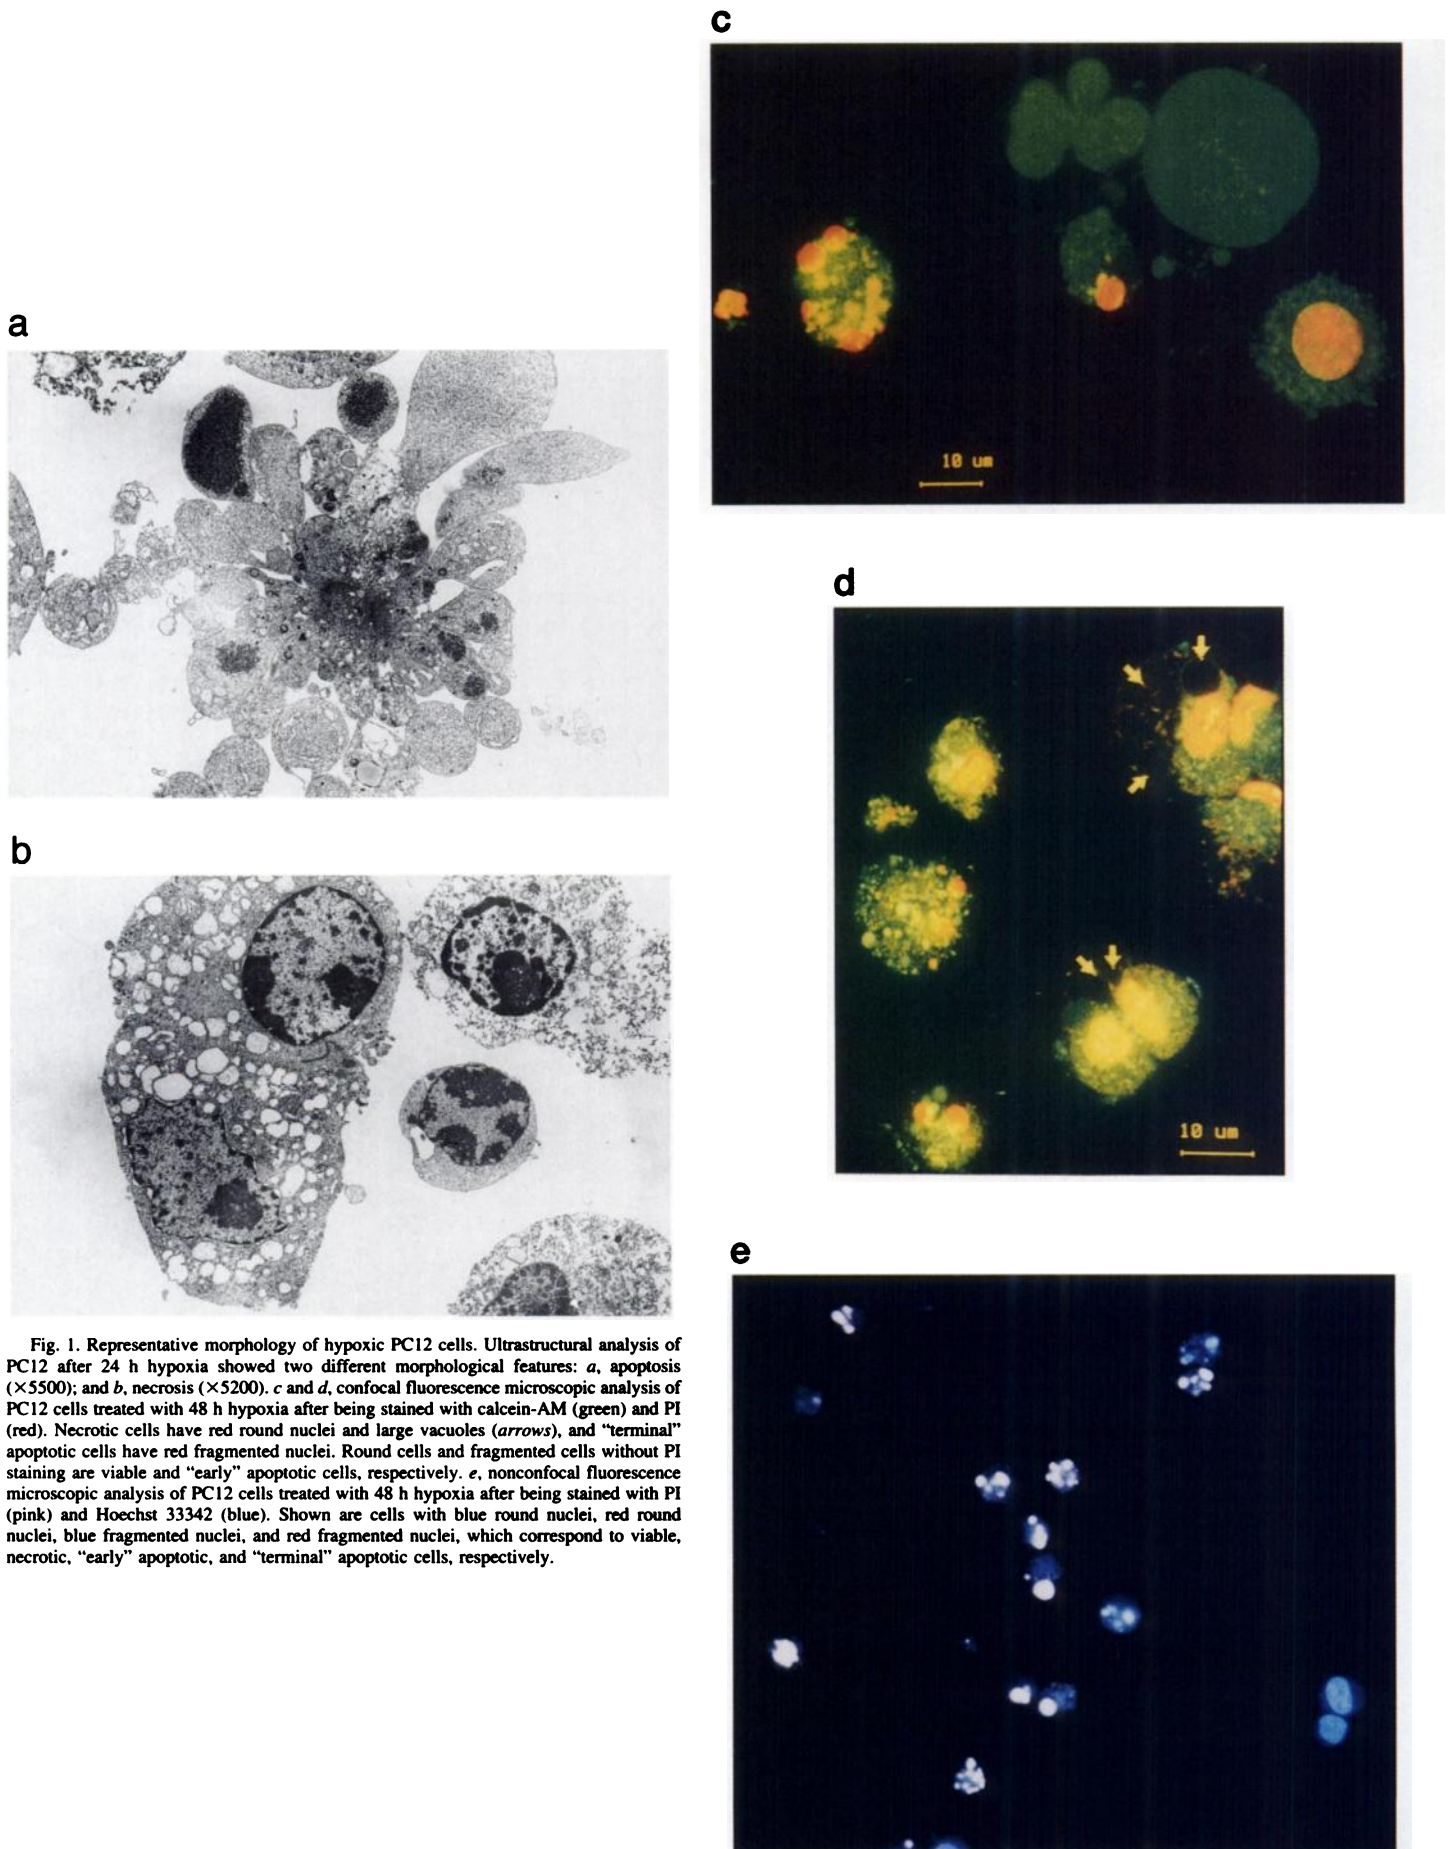 c
10 um
a
d
10 um
b
e
Fig. 1. Representative morphology of hypoxic PC12 cells. Ultrastructural analysis of
PC12 after 24 h hypoxia showed two different morphological features: a, apoptosis
(×5500); and b, necrosis (×5200). c and d, confocal fluorescence microscopic analysis of
PC12 cells treated with 48 h hypoxia after being stained with calcein-AM (green) and PI
(red). Necrotic cells have red round nuclei and large vacuoles (arrows), and “terminal”
apoptotic cells have red fragmented nuclei. Round cells and fragmented cells without PI
staining are viable and “early” apoptotic cells, respectively. e, nonconfocal fluorescence
microscopic analysis of PC12 cells treated with 48 h hypoxia after being stained with PI
(pink) and Hoechst 33342 (blue). Shown are cells with blue round nuclei, red round
nuclei, blue fragmented nuclei, and red fragmented nuclei, which correspond to viable,
necrotic, “early” apoptotic, and “terminal” apoptotic cells, respectively.